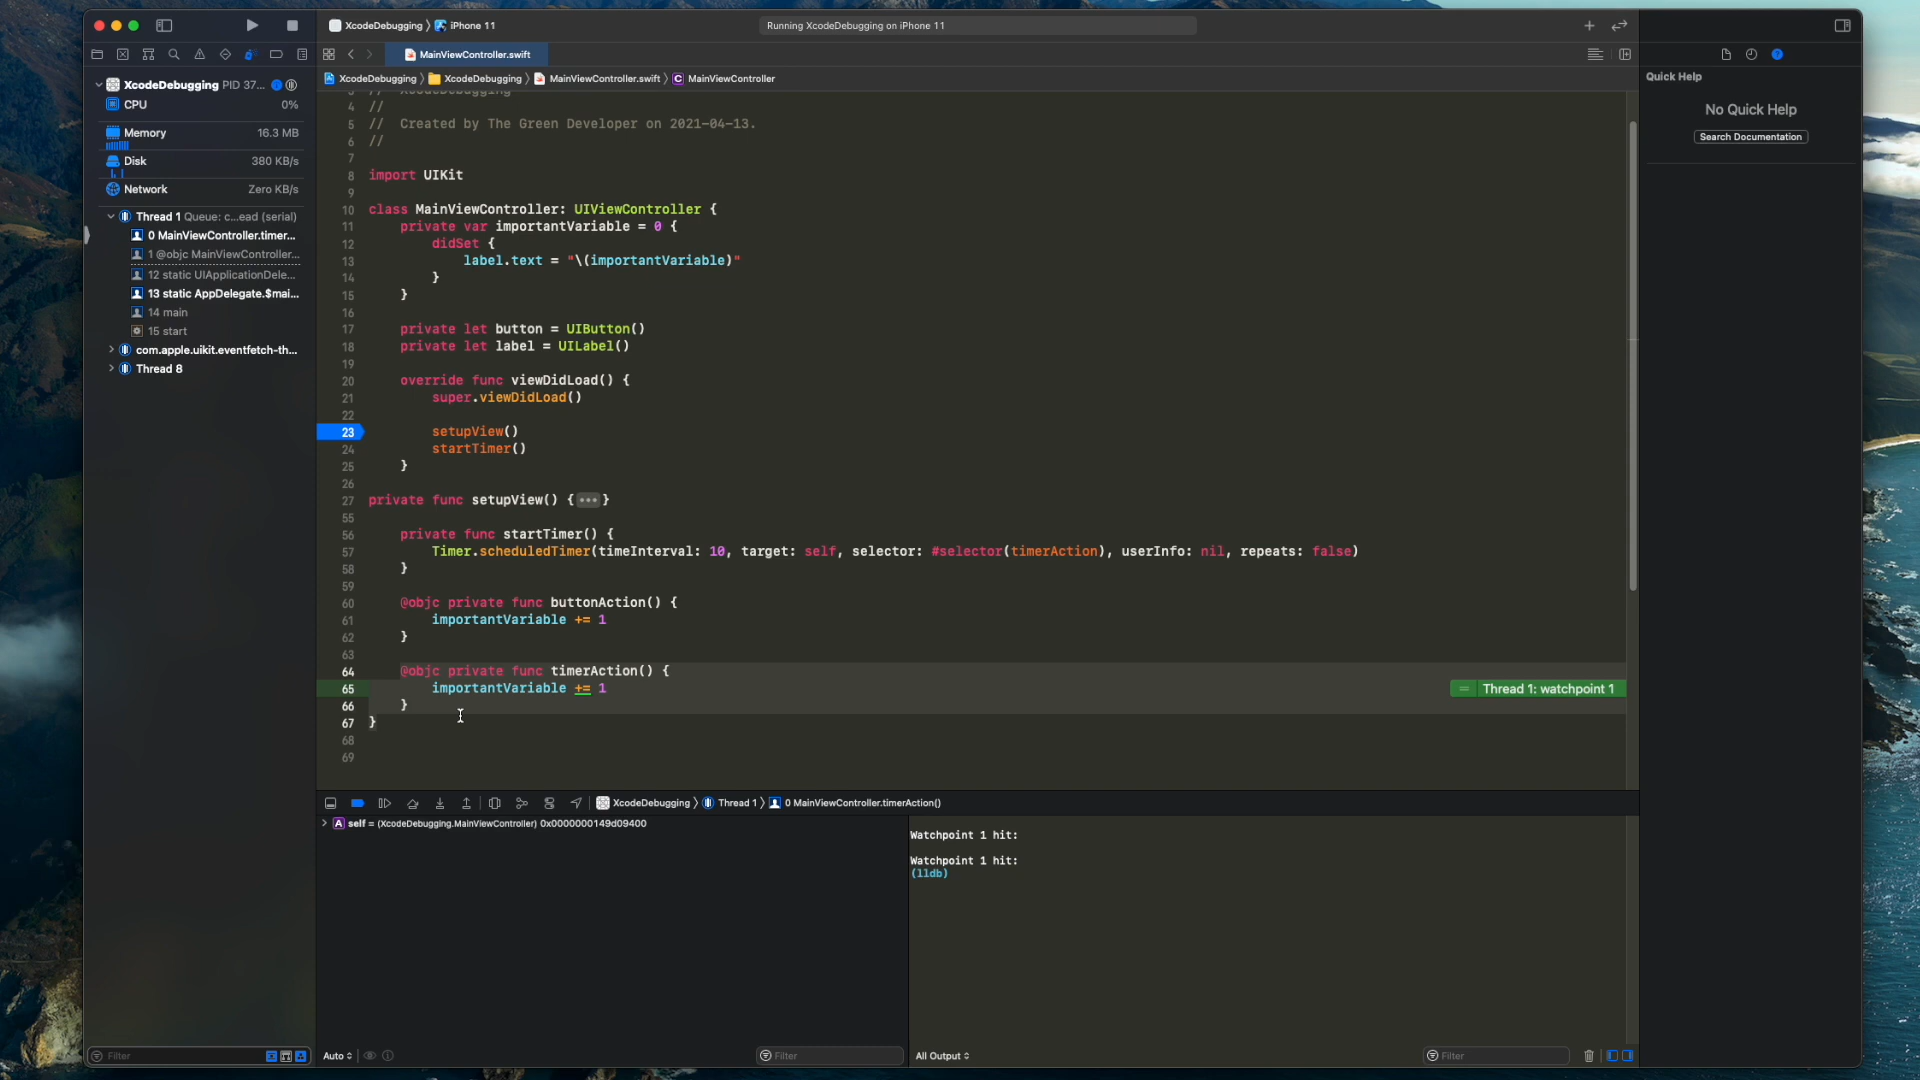 XcodeDebugging 〉 iPhone 11
Running XcodeDebugging on iPhone 11
MainViewController.swift
XcodeDebugging 〉 XcodeDebugging 〉 MainViewController.swift 〉 C MainViewController
Quick Help
No Quick Help
Search Documentation
XcodeDebugging PID 37...
CPU 0%
Memory 16.3 MB
Disk 380 KB/s
Network Zero KB/s
Thread 1 Queue: c...ead (serial)
0 MainViewController.timer...
1 @objc MainViewController...
12 static UIApplicationDele...
13 static AppDelegate.$mai...
14 main
15 start
com.apple.uikit.eventfetch-th...
Thread 8
3 // XcodeDebugging
4 //
5 // Created by The Green Developer on 2021-04-13.
6 //
7
8 import UIKit
9
10 class MainViewController: UIViewController {
11 private var importantVariable = 0 {
12 didSet {
13 label.text = "\(importantVariable)"
14 }
15 }
16
17 private let button = UIButton()
18 private let label = UILabel()
19
20 override func viewDidLoad() {
21 super.viewDidLoad()
22
23 setupView()
24 startTimer()
25 }
26
27 private func setupView() {•••}
55
56 private func startTimer() {
57 Timer.scheduledTimer(timeInterval: 10, target: self, selector: #selector(timerAction), userInfo: nil, repeats: false)
58 }
59
60 @objc private func buttonAction() {
61 importantVariable += 1
62 }
63
64 @objc private func timerAction() {
65 importantVariable += 1 = Thread 1: watchpoint 1
66 }
67 }
68
69
XcodeDebugging 〉 Thread 1 〉 0 MainViewController.timerAction()
A self = (XcodeDebugging.MainViewController) 0x0000000149d09400
Watchpoint 1 hit:
Watchpoint 1 hit:
(lldb)
Filter
Auto
Filter
All Output
Filter